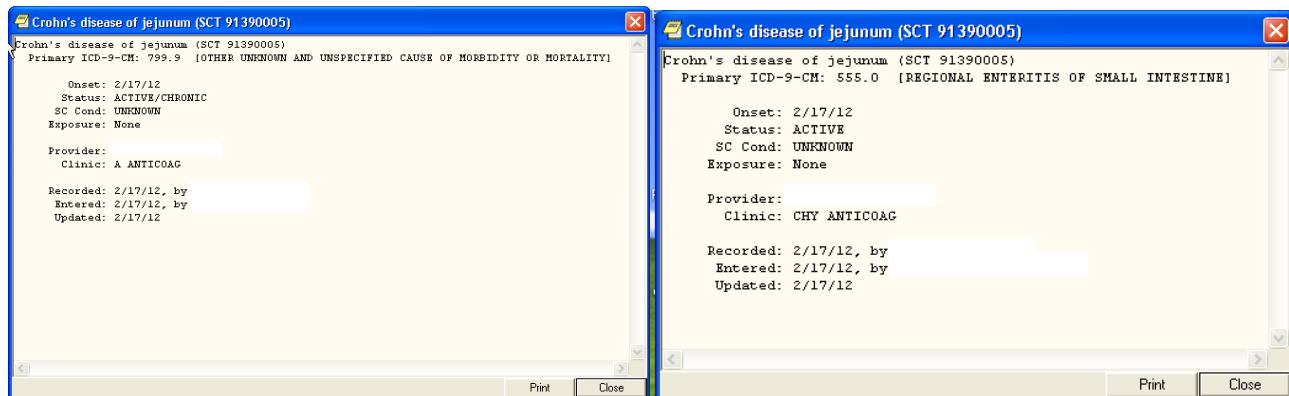 Crohn's disease of jejunum (SCT 91390005)
Crohn's disease of jejunum (SCT 91390005)
Primary ICD-9-CM: 799.9 [OTHER UNKNOWN AND UNSPECIFIED CAUSE OF MORBIDITY OR MORTALITY]
Onset: 2/17/12
Status: ACTIVE/CHRONIC
SC Cond: UNKNOWN
Exposure: None
Provider:
Clinic: A ANTICOAG
Recorded: 2/17/12, by
Entered: 2/17/12, by
Updated: 2/17/12
Print Close
Crohn's disease of jejunum (SCT 91390005)
Crohn's disease of jejunum (SCT 91390005)
Primary ICD-9-CM: 555.0 [REGIONAL ENTERITIS OF SMALL INTESTINE]
Onset: 2/17/12
Status: ACTIVE
SC Cond: UNKNOWN
Exposure: None
Provider:
Clinic: CHY ANTICOAG
Recorded: 2/17/12, by
Entered: 2/17/12, by
Updated: 2/17/12
Print Close